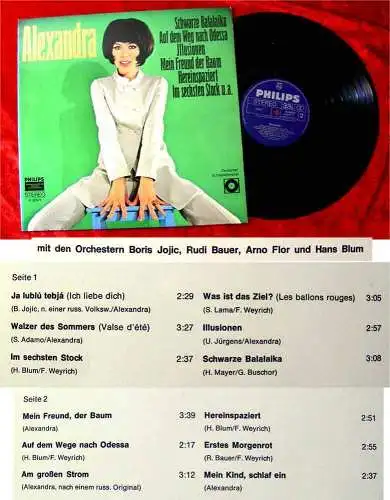 Alexandra
Schwarze Balalaika
Auf dem Weg nach Odessa
Jllusionen
Mein Freund der Baum
Hereinspaziert
Im sechsten Stock u.a.
PHILIPS
STEREO
PHILIPS
STEREO
2
mit den Orchestern Boris Jojic, Rudi Bauer, Arno Flor und Hans Blum
Seite 1
Ja lublú tebjá (Ich liebe dich) 2:29
(B. Jojic, n. einer russ. Volksw./Alexandra)
Walzer des Sommers (Valse d'été) 3:27
(S. Adamo/Alexandra)
Im sechsten Stock 2:37
(H. Blum/F. Weyrich)
Was ist das Ziel? (Les ballons rouges) 3:05
(S. Lama/F. Weyrich)
Illusionen 2:57
(U. Jürgens/Alexandra)
Schwarze Balalaika 3:08
(H. Mayer/G. Buschor)
Seite 2
Mein Freund, der Baum 3:39
(Alexandra)
Auf dem Wege nach Odessa 2:17
(H. Blum/F. Weyrich)
Am großen Strom 3:12
(Alexandra, nach einem russ. Original)
Hereinspaziert 2:51
(H. Blum/F. Weyrich)
Erstes Morgenrot 2:55
(R. Bauer/F. Weyrich)
Mein Kind, schlaf ein 2:37
(Alexandra)